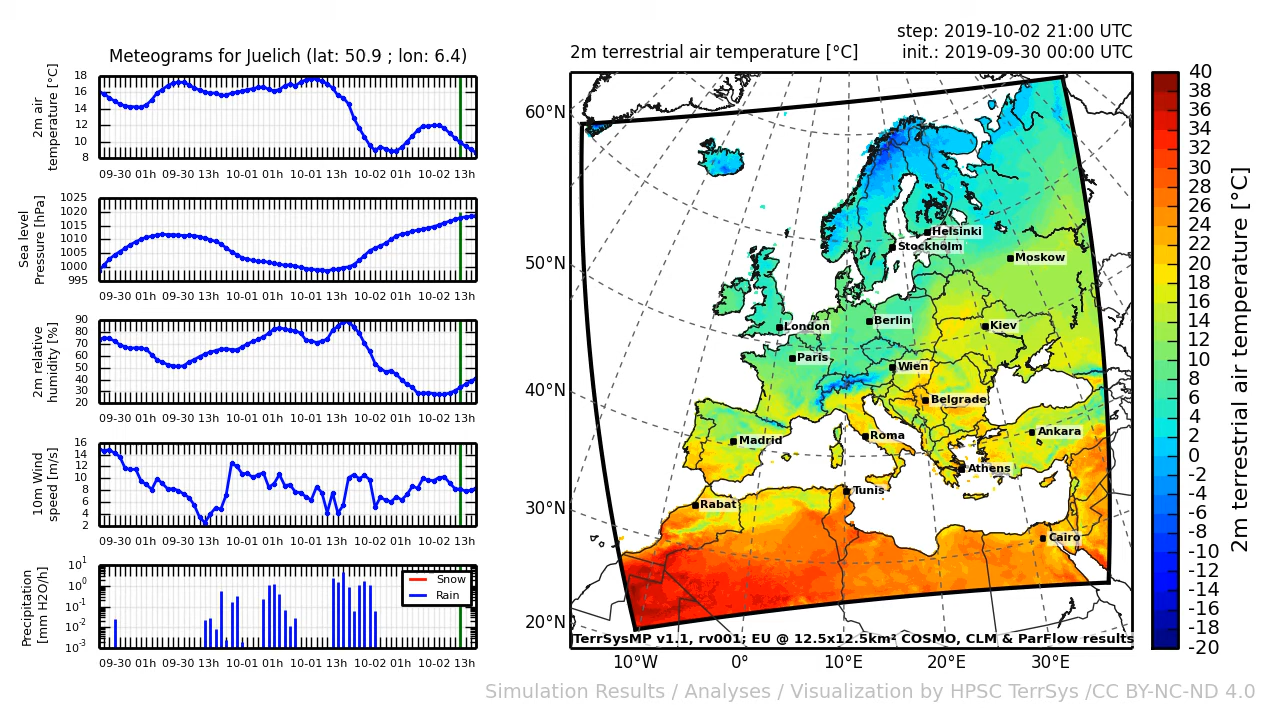 step: 2019-10-02 21:00 UTC
2m terrestrial air temperature [°C]
init.: 2019-09-30 00:00 UTC
Meteograms for Juelich (lat: 50.9 ; lon: 6.4)
2m air
temperature [°C]
18
16
14
12
10
8
09-30 01h 09-30 13h 10-01 01h 10-01 13h 10-02 01h 10-02 13h
Sea level
Pressure [hPa]
1025
1020
1015
1010
1005
1000
995
09-30 01h 09-30 13h 10-01 01h 10-01 13h 10-02 01h 10-02 13h
2m relative
humidity [%]
90
80
70
60
50
40
30
20
09-30 01h 09-30 13h 10-01 01h 10-01 13h 10-02 01h 10-02 13h
10m Wind
speed [m/s]
16
14
12
10
8
6
4
2
09-30 01h 09-30 13h 10-01 01h 10-01 13h 10-02 01h 10-02 13h
Precipitation
[mm H2O/h]
10¹
10⁰
10⁻¹
10⁻²
10⁻³
Snow
Rain
09-30 01h 09-30 13h 10-01 01h 10-01 13h 10-02 01h 10-02 13h
60°N
50°N
40°N
30°N
20°N
Helsinki
Stockholm
Moskow
London
Berlin
Kiev
Paris
Wien
Belgrade
Madrid
Roma
Ankara
Athens
Tunis
Rabat
Cairo
TerrSysMP v1.1, rv001; EU @ 12.5x12.5km² COSMO, CLM & ParFlow results
10°W 0° 10°E 20°E 30°E
40
38
36
34
32
30
28
26
24
22
20
18
16
14
12
10
8
6
4
2
0
-2
-4
-6
-8
-10
-12
-14
-16
-18
-20
2m terrestrial air temperature [°C]
Simulation Results / Analyses / Visualization by HPSC TerrSys /CC BY-NC-ND 4.0